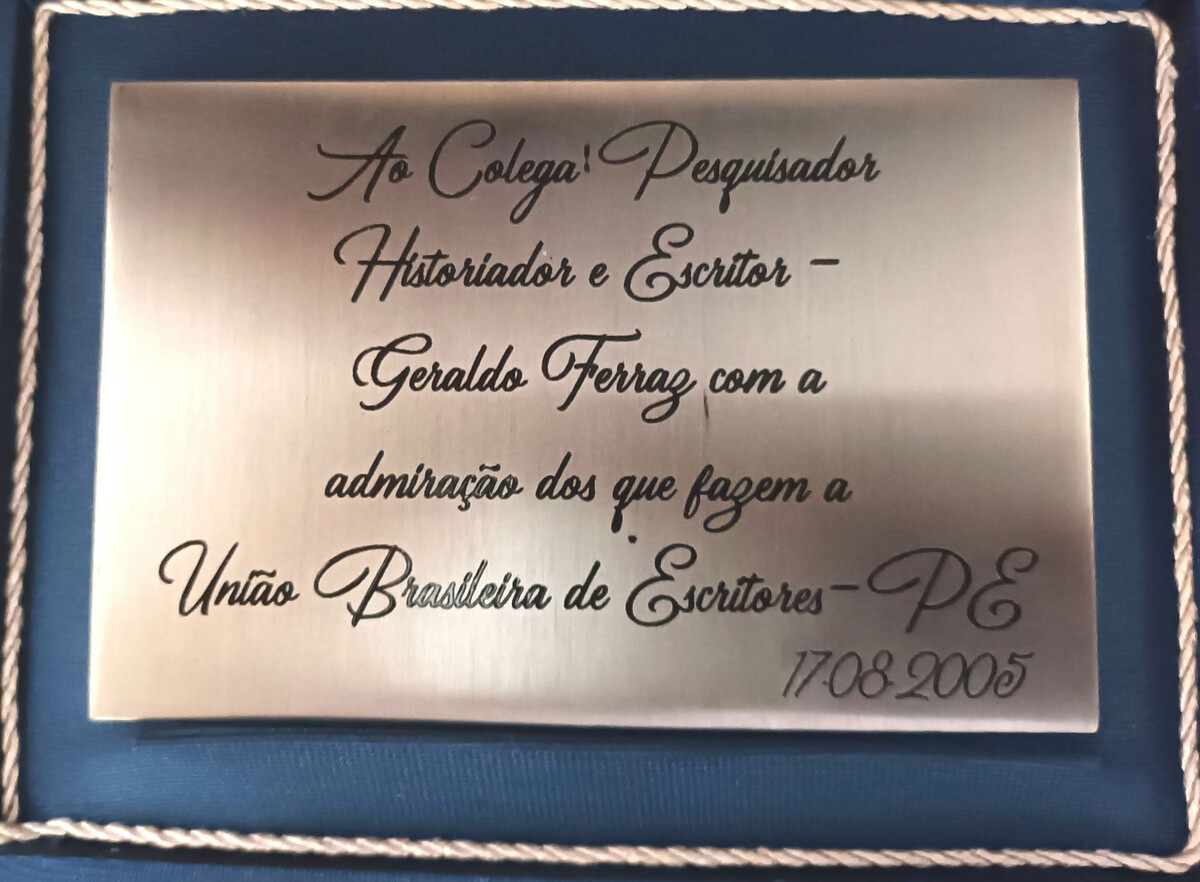 Ao Colega! Pesquisador
Historiador e Escritor -
Geraldo Ferraz com a
admiração dos que fazem a
União Brasileira de Escritores-PE
17.08.2005